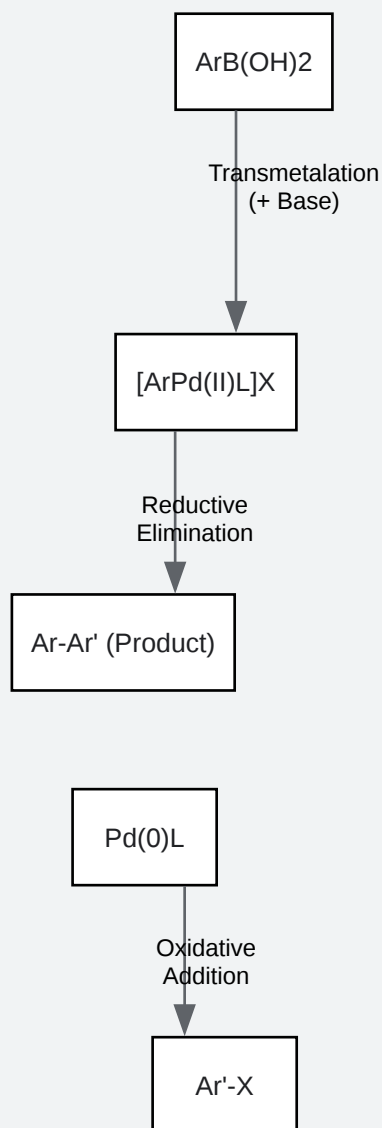 ArB(OH)2
Transmetalation
(+ Base)
[ArPd(II)L]X
Reductive
Elimination
Ar-Ar' (Product)
Pd(0)L
Oxidative
Addition
Ar'-X